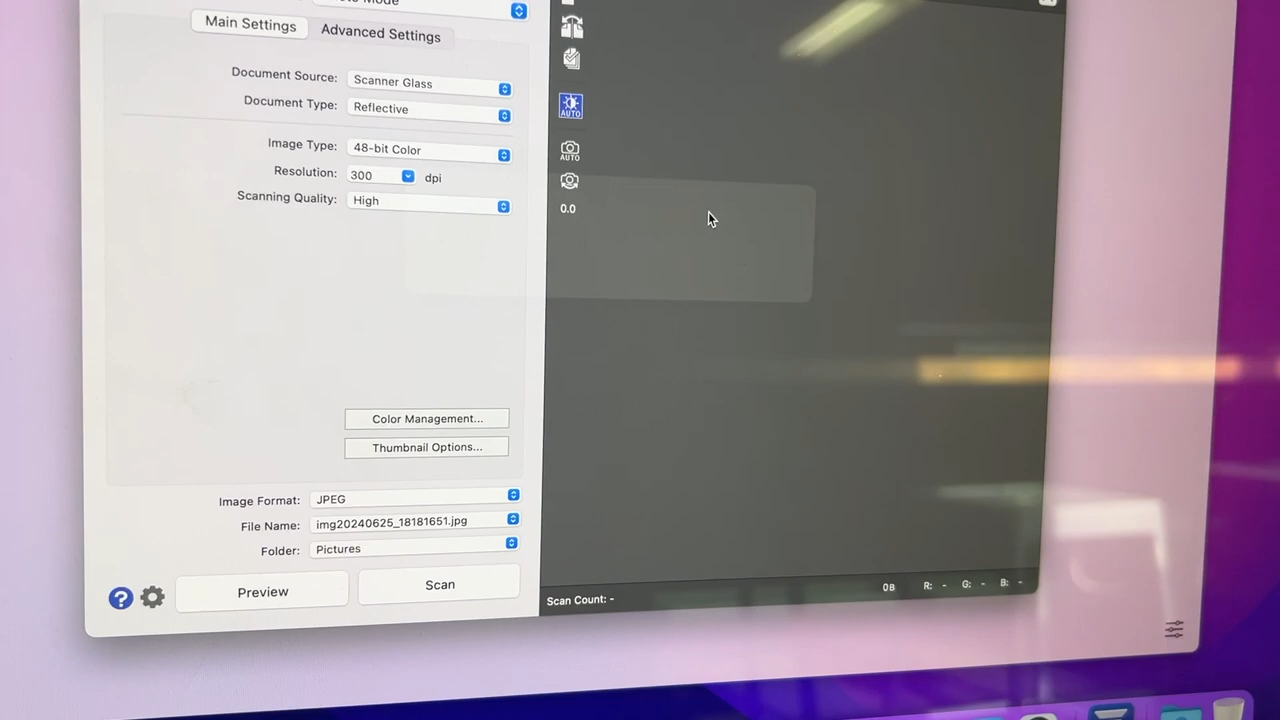 Mode
Main Settings
Advanced Settings
Document Source: Scanner Glass
Document Type: Reflective
Image Type: 48-bit Color
Resolution: 300 dpi
Scanning Quality: High
AUTO
AUTO
0.0
Color Management...
Thumbnail Options...
Image Format: JPEG
File Name: img20240625_18181651.jpg
Folder: Pictures
? Preview Scan
Scan Count: -
0B R: - G: - B: -